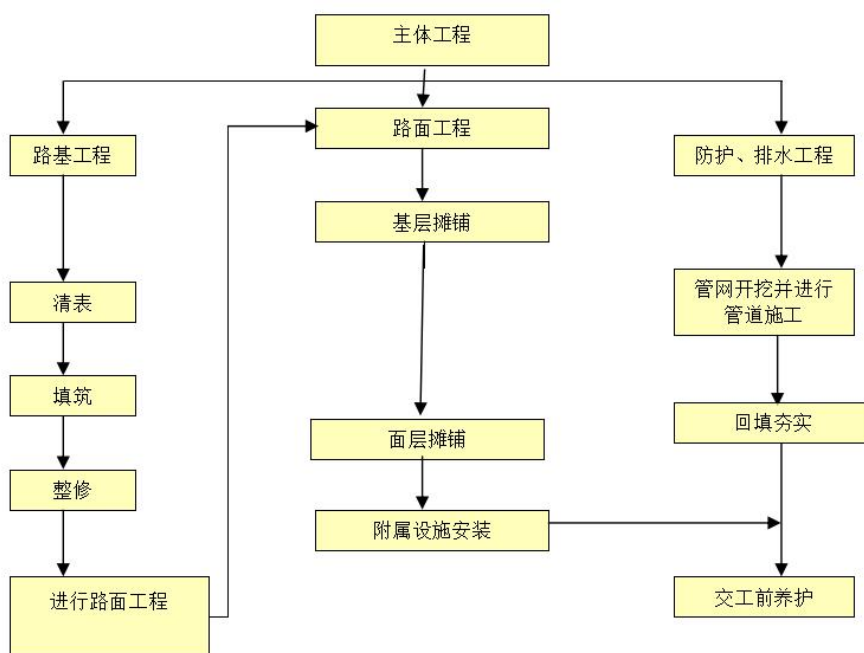 主体工程
路基工程
路面工程
防护、排水工程
基层摊铺
清表
管网开挖并进行
管道施工
填筑
回填夯实
面层摊铺
整修
附属设施安装
进行路面工程
交工前养护